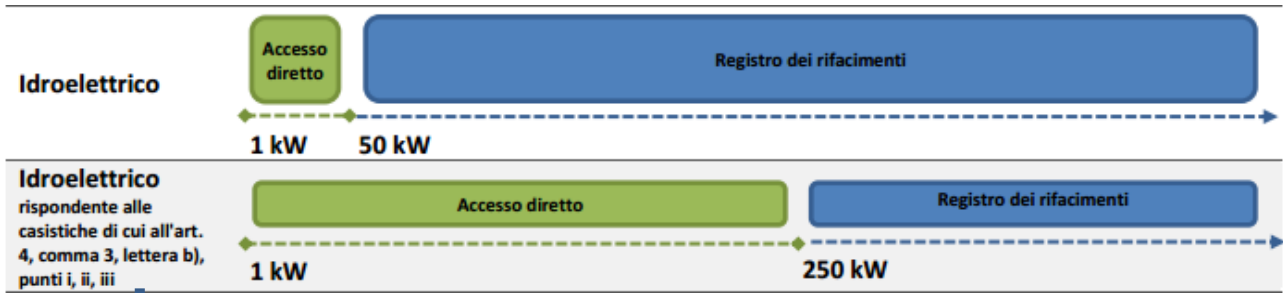 Idroelettrico
Accesso
diretto
Registro dei rifacimenti
1 kW
50 kW
Idroelettrico
rispondente alle
casistiche di cui all'art.
4, comma 3, lettera b),
punti i, ii, iii
Accesso diretto
Registro dei rifacimenti
1 kW
250 kW